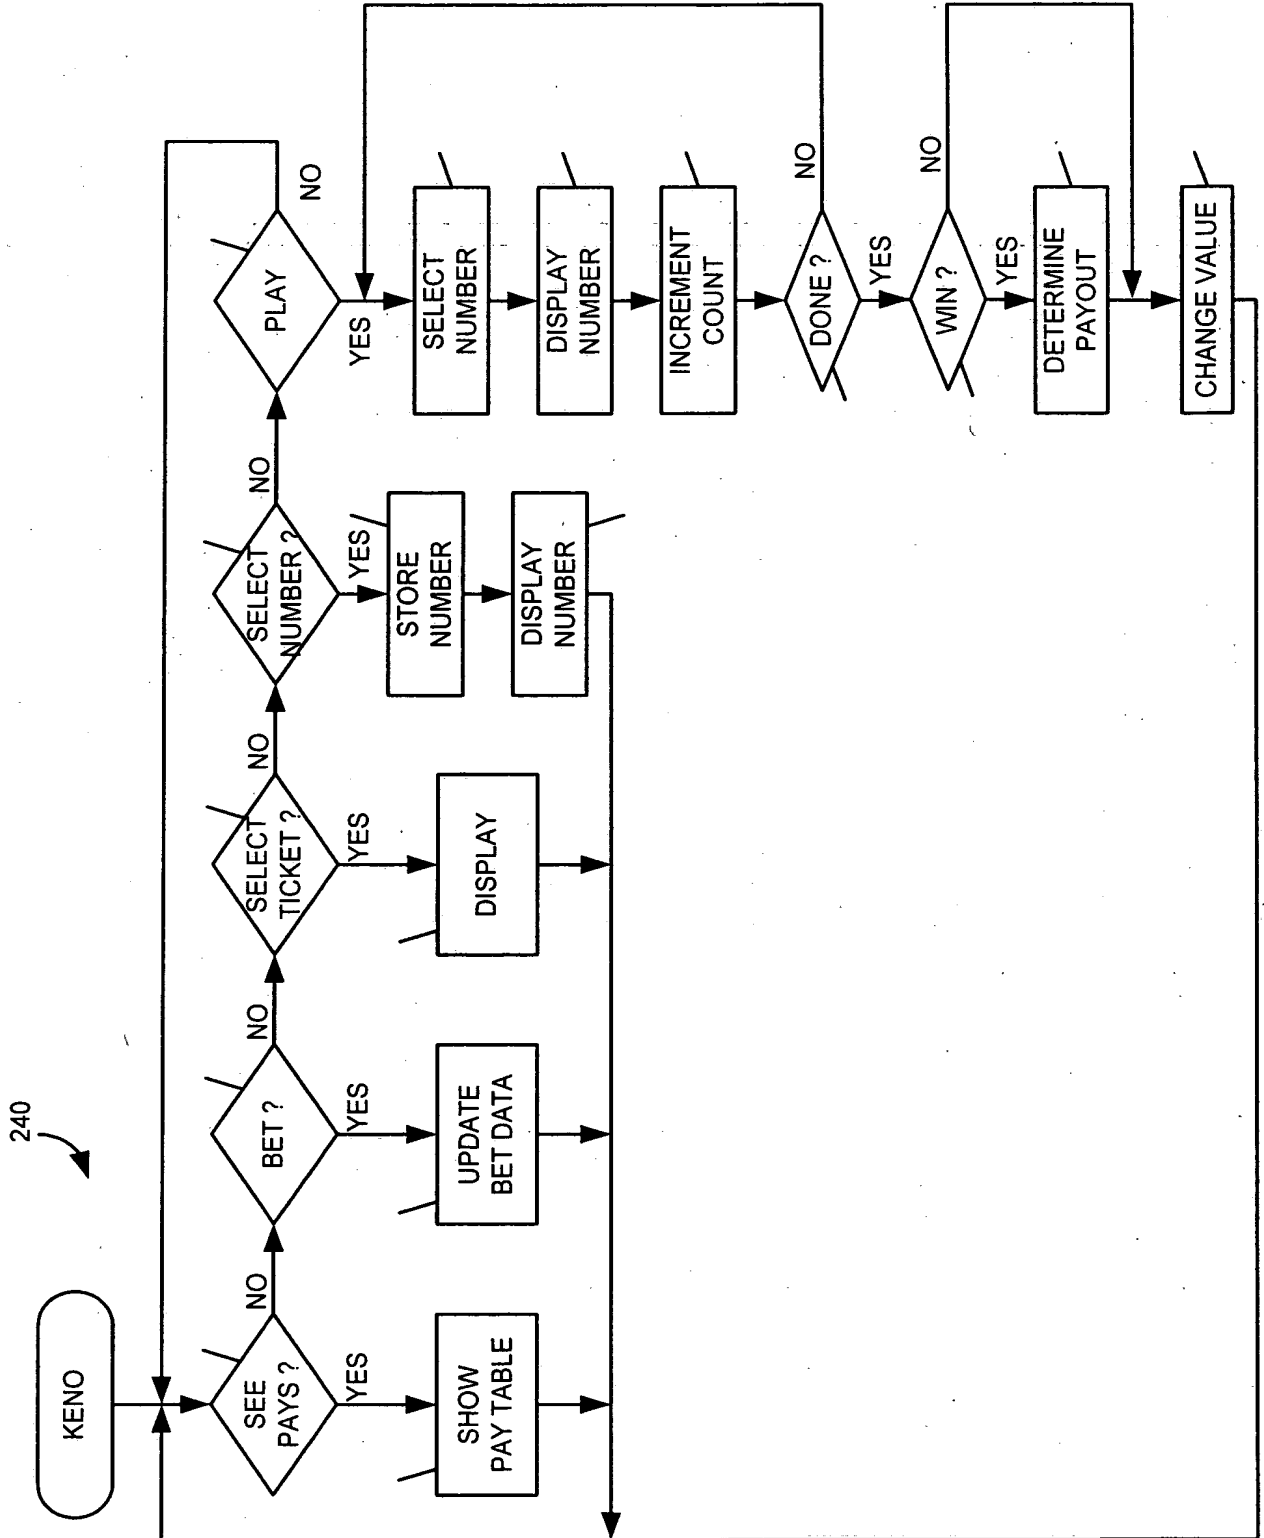 240
KENO
SEE
PAYS ?
NO
YES
SHOW
PAY TABLE
BET ?
NO
YES
UPDATE
BET DATA
SELECT
TICKET ?
NO
YES
DISPLAY
SELECT
NUMBER ?
NO
YES
STORE
NUMBER
DISPLAY
NUMBER
PLAY
NO
YES
SELECT
NUMBER
DISPLAY
NUMBER
INCREMENT
COUNT
DONE ?
NO
YES
WIN ?
NO
YES
DETERMINE
PAYOUT
CHANGE VALUE